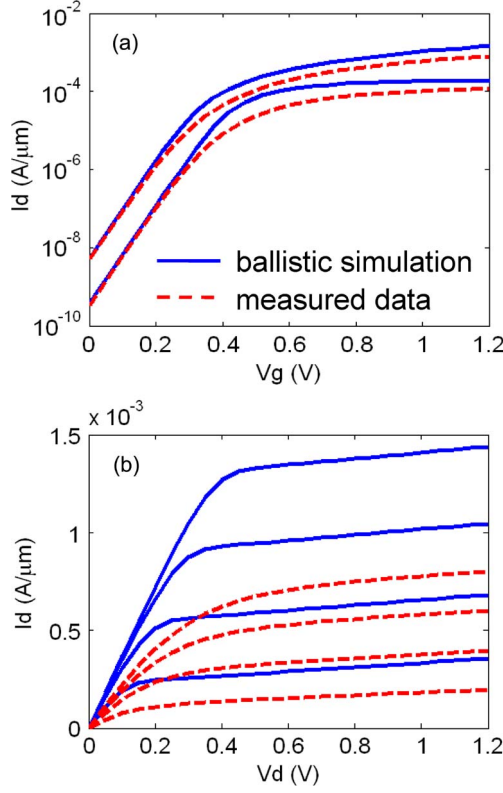 10⁻²
(a)
10⁻⁴
10⁻⁶
10⁻⁸
10⁻¹⁰
Id (A/μm)
ballistic simulation
measured data
0 0.2 0.4 0.6 0.8 1 1.2
Vg (V)
x 10⁻³
1.5
(b)
1
0.5
0
Id (A/μm)
0 0.2 0.4 0.6 0.8 1 1.2
Vd (V)